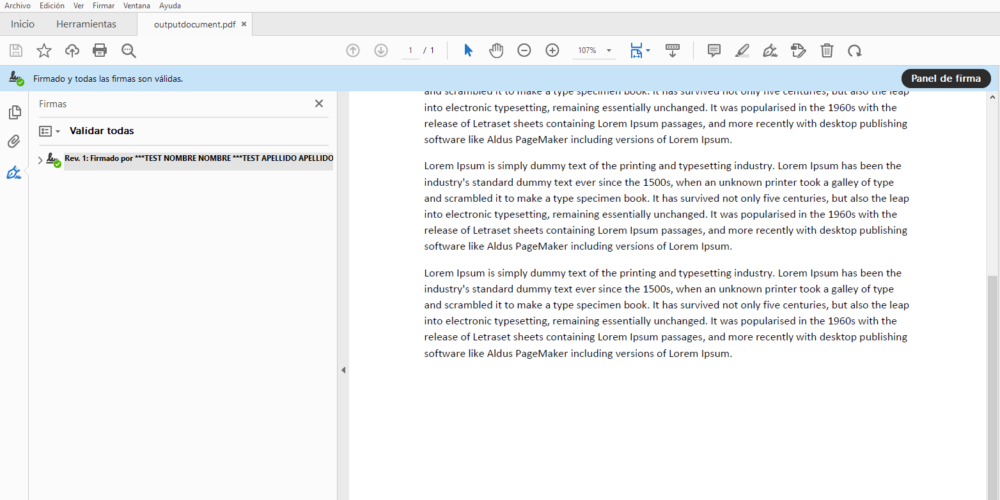 Archivo Edición Ver Firmar Ventana Ayuda
Inicio Herramientas outputdocument.pdf ×
1 / 1 107%
Firmado y todas las firmas son válidas. Panel de firma
Firmas
Validar todas
Rev. 1: Firmado por ***TEST NOMBRE NOMBRE ***TEST APELLIDO APELLIDO
and scrambled it to make a type specimen book. It has survived not only five centuries, but also the leap
into electronic typesetting, remaining essentially unchanged. It was popularised in the 1960s with the
release of Letraset sheets containing Lorem Ipsum passages, and more recently with desktop publishing
software like Aldus PageMaker including versions of Lorem Ipsum.
Lorem Ipsum is simply dummy text of the printing and typesetting industry. Lorem Ipsum has been the
industry's standard dummy text ever since the 1500s, when an unknown printer took a galley of type
and scrambled it to make a type specimen book. It has survived not only five centuries, but also the leap
into electronic typesetting, remaining essentially unchanged. It was popularised in the 1960s with the
release of Letraset sheets containing Lorem Ipsum passages, and more recently with desktop publishing
software like Aldus PageMaker including versions of Lorem Ipsum.
Lorem Ipsum is simply dummy text of the printing and typesetting industry. Lorem Ipsum has been the
industry's standard dummy text ever since the 1500s, when an unknown printer took a galley of type
and scrambled it to make a type specimen book. It has survived not only five centuries, but also the leap
into electronic typesetting, remaining essentially unchanged. It was popularised in the 1960s with the
release of Letraset sheets containing Lorem Ipsum passages, and more recently with desktop publishing
software like Aldus PageMaker including versions of Lorem Ipsum.